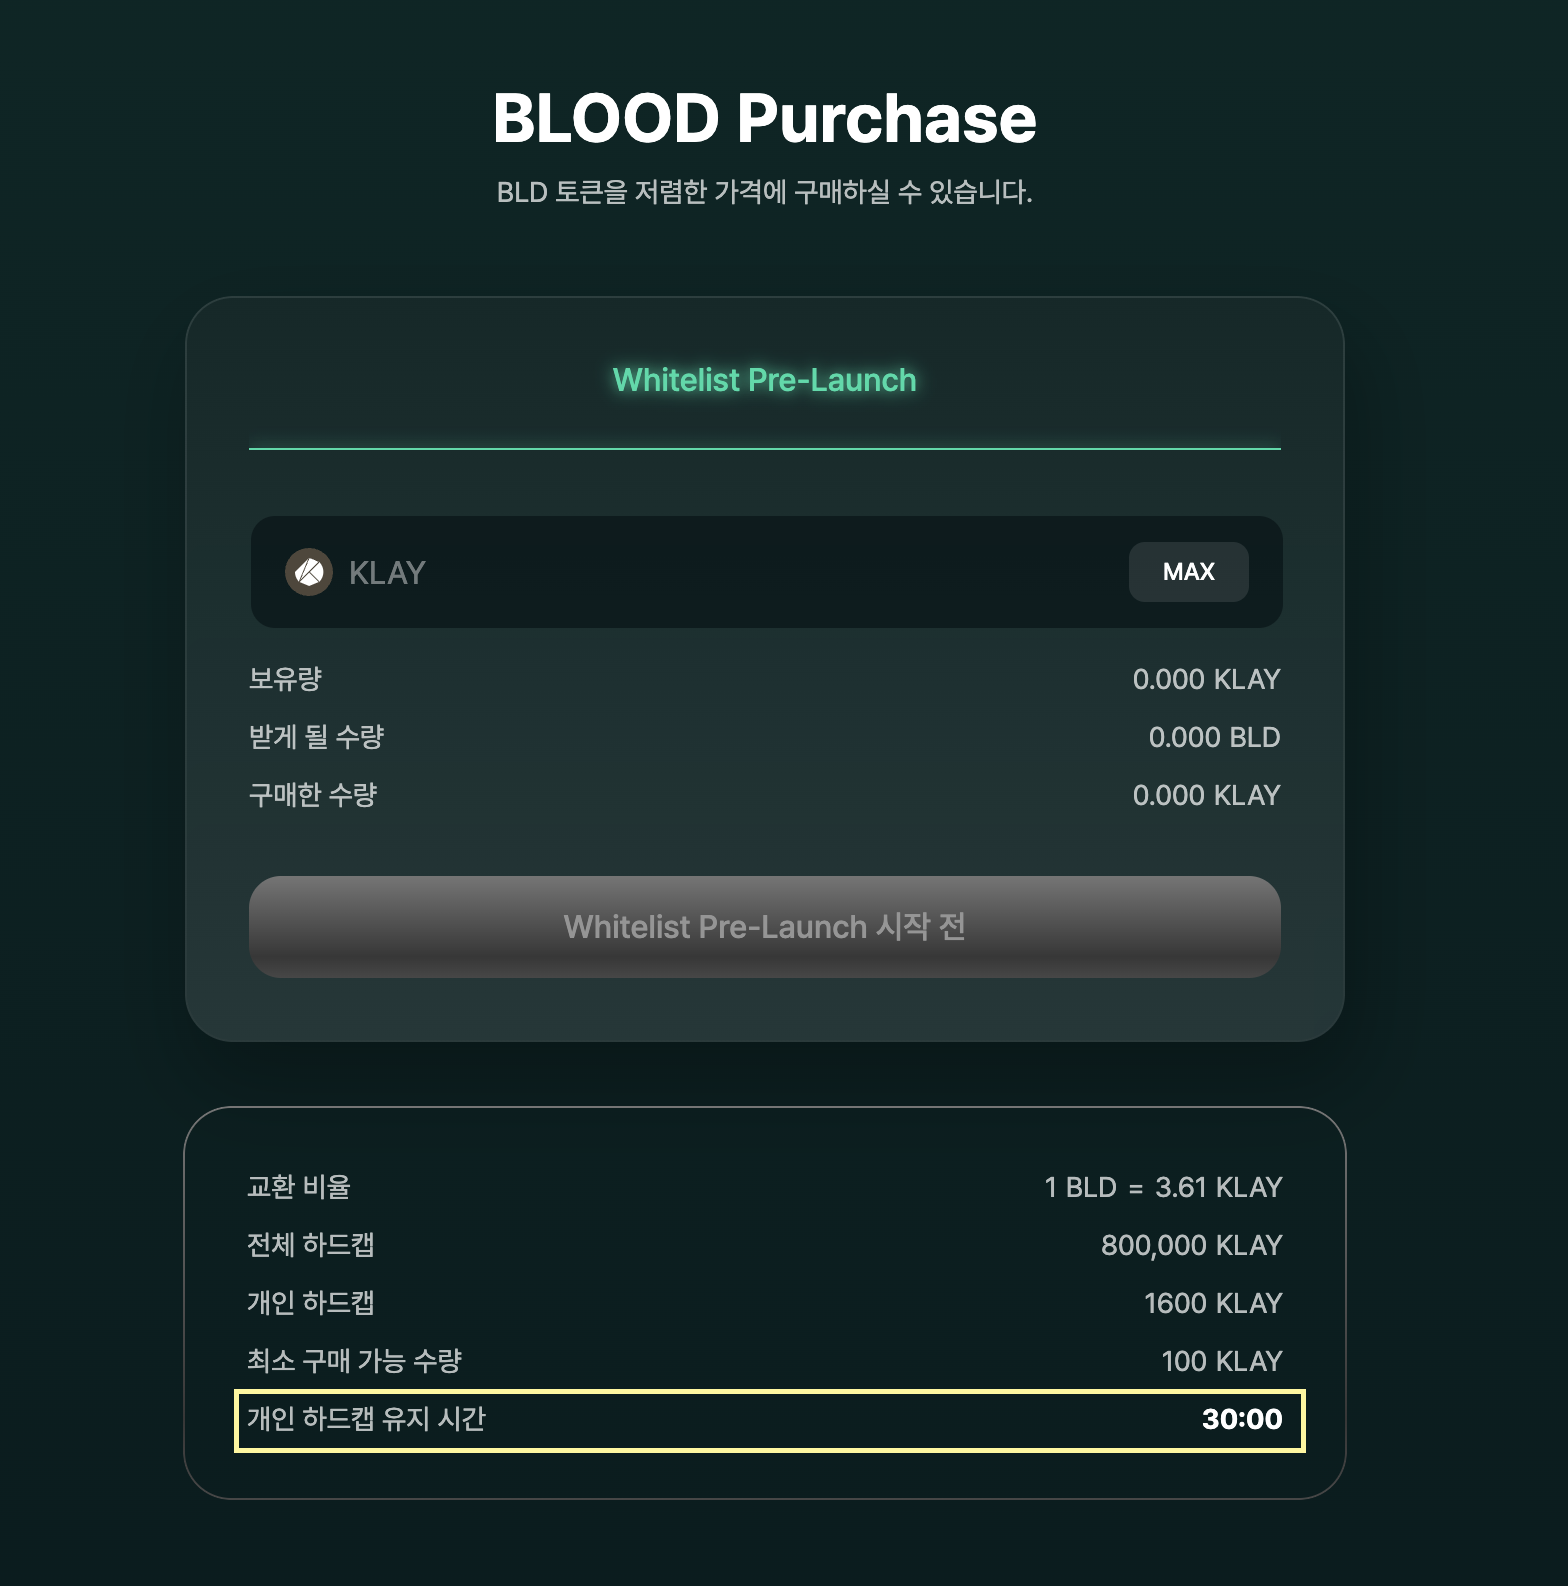 BLOOD Purchase
BLD 토큰을 저렴한 가격에 구매하실 수 있습니다.
Whitelist Pre-Launch
KLAY MAX
보유량 0.000 KLAY
받게 될 수량 0.000 BLD
구매한 수량 0.000 KLAY
Whitelist Pre-Launch 시작 전
교환 비율 1 BLD = 3.61 KLAY
전체 하드캡 800,000 KLAY
개인 하드캡 1600 KLAY
최소 구매 가능 수량 100 KLAY
개인 하드캡 유지 시간 30:00